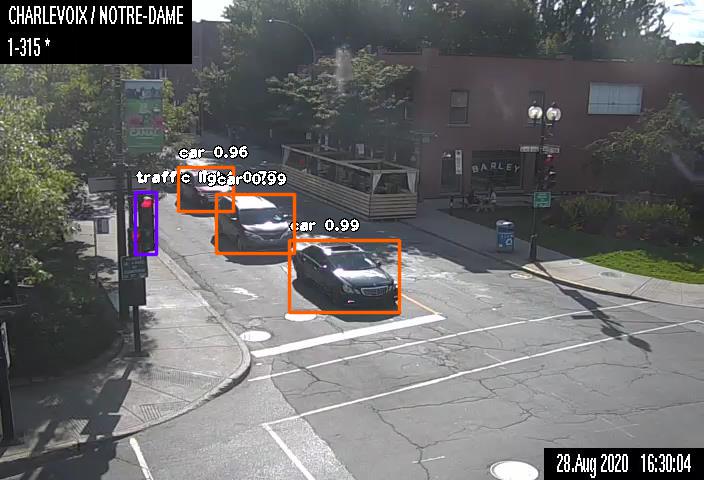 CHARLEVOIX / NOTRE-DAME
1-315 *
CANAL
car 0.96
car 0.99
car 0.99
BARLEY
28.Aug 2020 16:30:04